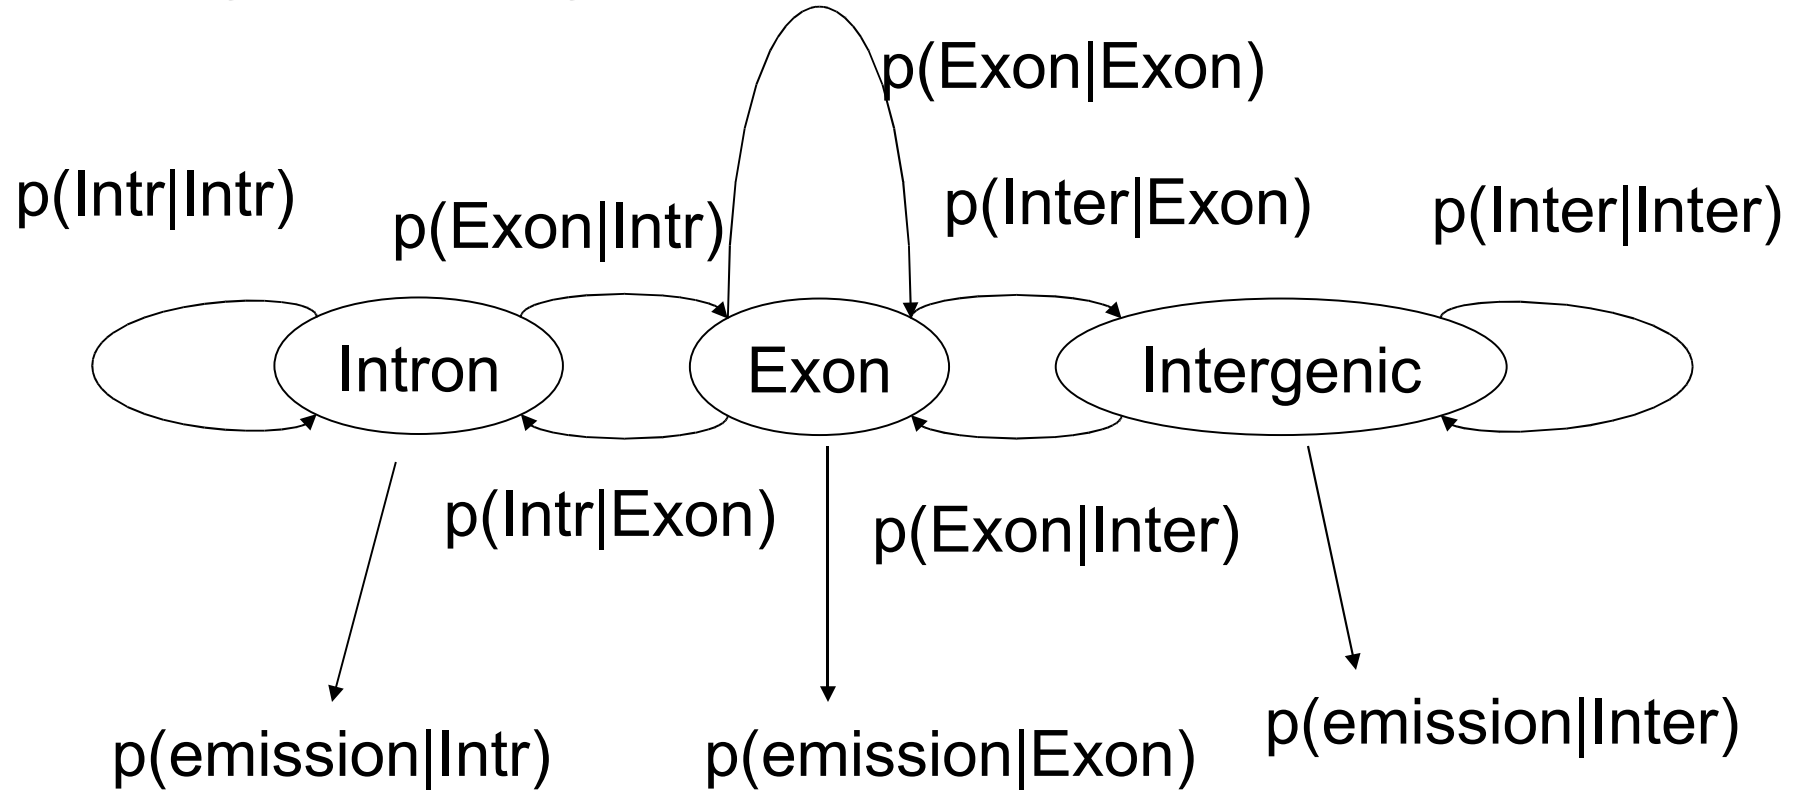 p(Exon|Exon)
p(Intr|Intr)
p(Exon|Intr)
p(Inter|Exon)
p(Inter|Inter)
Intron
Exon
Intergenic
p(Intr|Exon)
p(Exon|Inter)
p(emission|Intr)
p(emission|Exon)
p(emission|Inter)